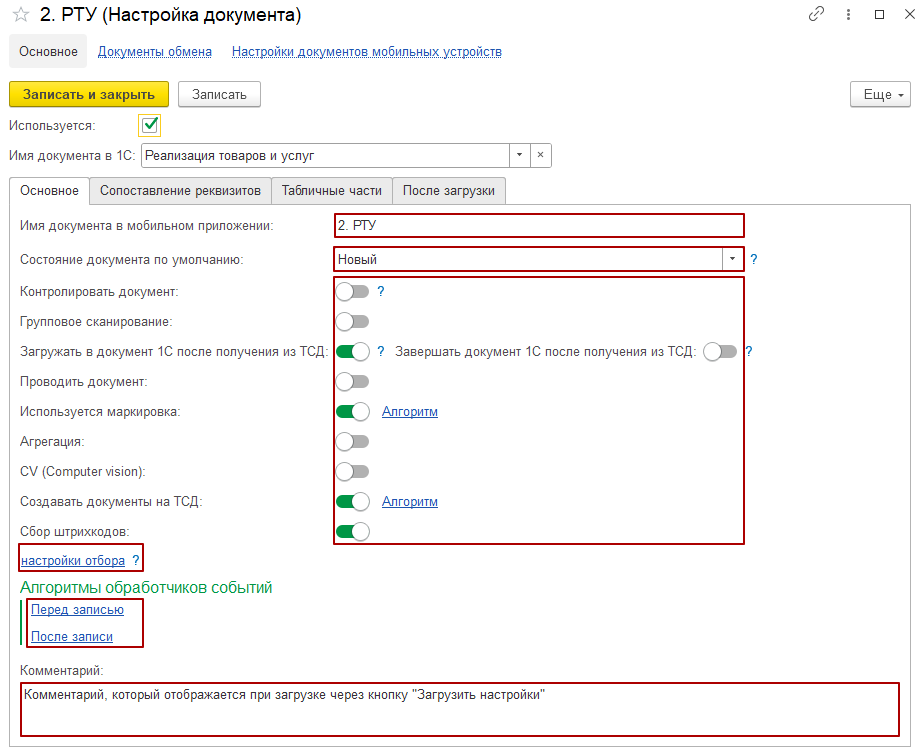 2. РТУ (Настройка документа)
Основное Документы обмена Настройки документов мобильных устройств
Записать и закрыть Записать Еще
Используется:
Имя документа в 1С: Реализация товаров и услуг
Основное Сопоставление реквизитов Табличные части После загрузки
Имя документа в мобильном приложении: 2. РТУ
Состояние документа по умолчанию: Новый ?
Контролировать документ: ?
Групповое сканирование:
Загружать в документ 1С после получения из ТСД: ? Завершать документ 1С после получения из ТСД: ?
Проводить документ:
Используется маркировка: Алгоритм
Агрегация:
CV (Computer vision):
Создавать документы на ТСД: Алгоритм
Сбор штрихкодов:
настройки отбора ?
Алгоритмы обработчиков событий
Перед записью
После записи
Комментарий:
Комментарий, который отображается при загрузке через кнопку "Загрузить настройки"